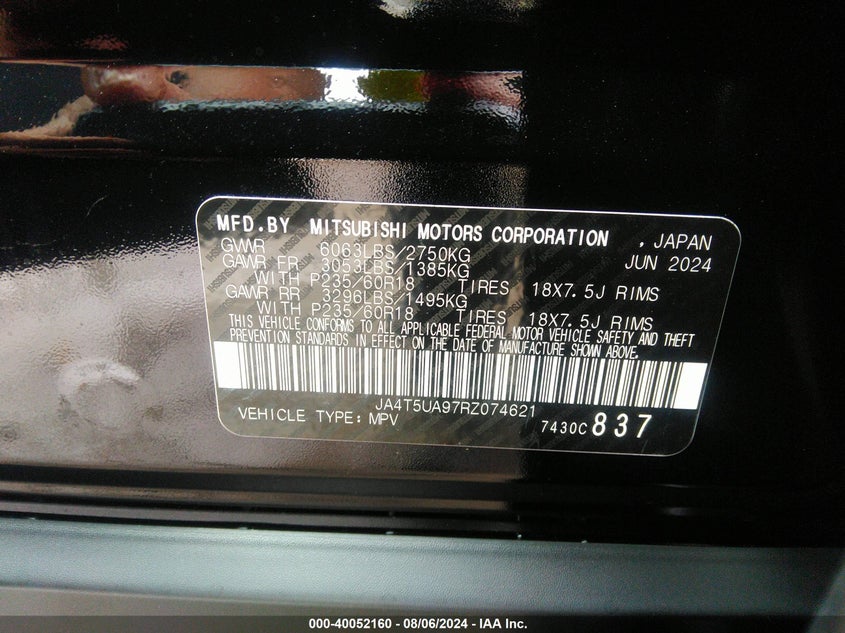 MFD.BY MITSUBISHI MOTORS CORPORATION , JAPAN
GVWR 6063LBS/2750KG JUN 2024
GAWR FR 3053LBS/1385KG
WITH P235/60R18 TIRES 18X7.5J RIMS
GAWR RR 3296LBS/1495KG
WITH P235/60R18 TIRES 18X7.5J RIMS
THIS VEHICLE CONFORMS TO ALL APPLICABLE FEDERAL MOTOR VEHICLE SAFETY AND THEFT
PREVENTION STANDARDS IN EFFECT ON THE DATE OF MANUFACTURE SHOWN ABOVE.
JA4T5UA97RZ074621
VEHICLE TYPE: MPV 7430C 837
000-40052160 - 08/06/2024 - IAA Inc.